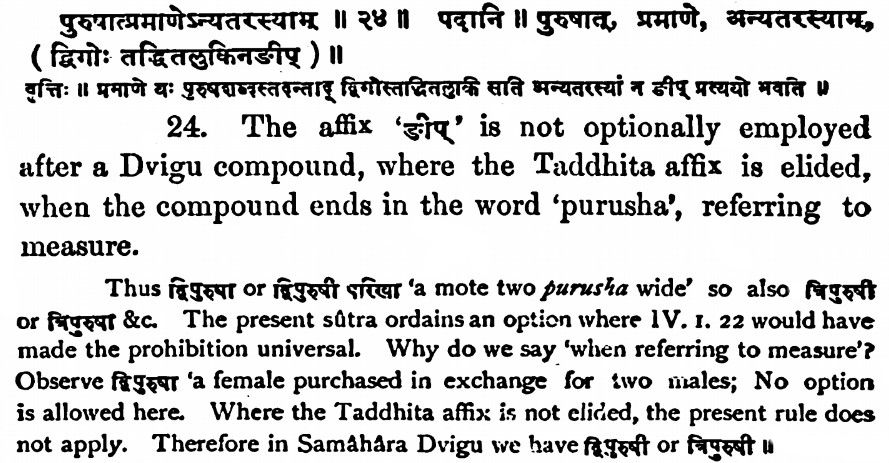 पुरुषात्प्रमाणेऽन्यतरस्याम् ॥ २४ ॥ पदानि ॥ पुरुषात्, प्रमाणे, अन्यतरस्याम्,
( द्विगोः तद्धितलुकिनङीप् ) ॥
वृत्तिः ॥ प्रमाणे यः पुरुषशब्दस्तदन्ताद् द्विगोस्तद्धितलुकि सति अन्यतरस्यां न ङीप् प्रत्ययो भवति ॥
24. The affix ‘ङीप्’ is not optionally employed
after a Dvigu compound, where the Taddhita affix is elided,
when the compound ends in the word ‘purusha’, referring to
measure.
Thus द्विपुरुषा or द्विपुरुषी परिखा ‘a mote two purusha wide’ so also त्रिपुरुषी
or त्रिपुरुषा &c. The present sûtra ordains an option where IV. 1. 22 would have
made the prohibition universal. Why do we say ‘when referring to measure’?
Observe द्विपुरुषा ‘a female purchased in exchange for two males; No option
is allowed here. Where the Taddhita affix is not elided, the present rule does
not apply. Therefore in Samâhâra Dvigu we have द्विपुरुषी or त्रिपुरुषी ॥